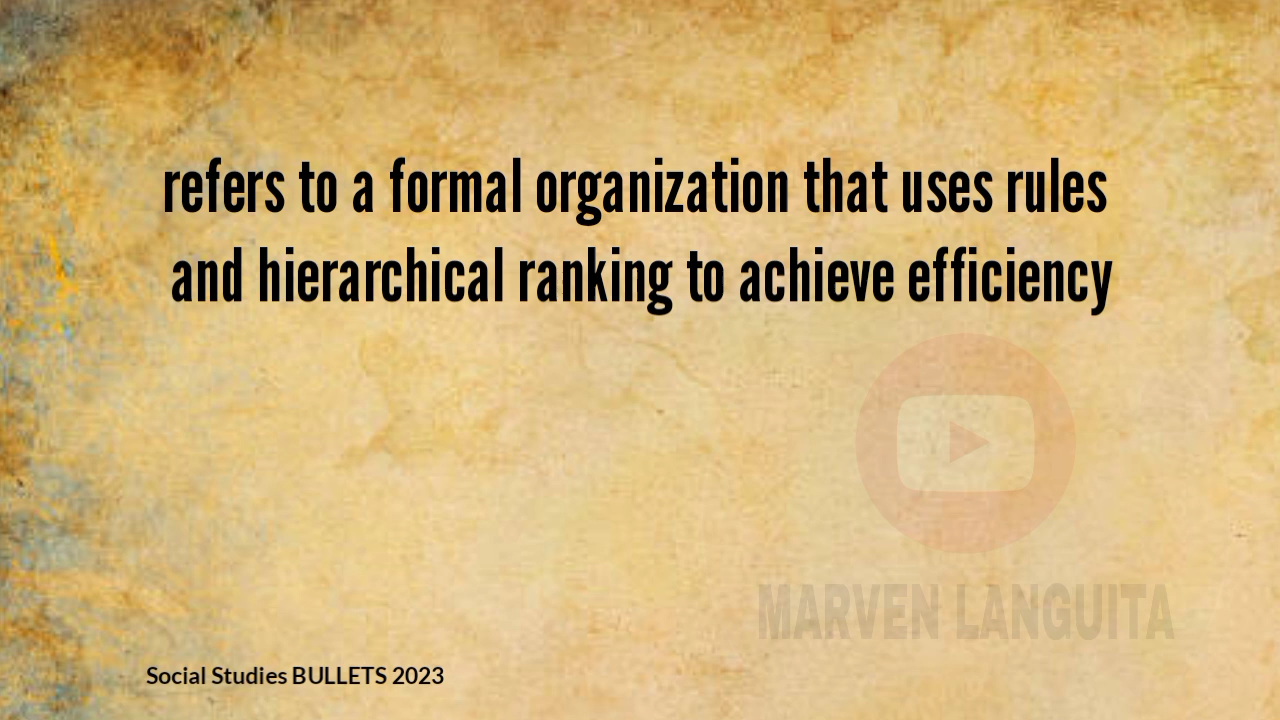 refers to a formal organization that uses rules
and hierarchical ranking to achieve efficiency
MARVEN LANGUITA
Social Studies BULLETS 2023